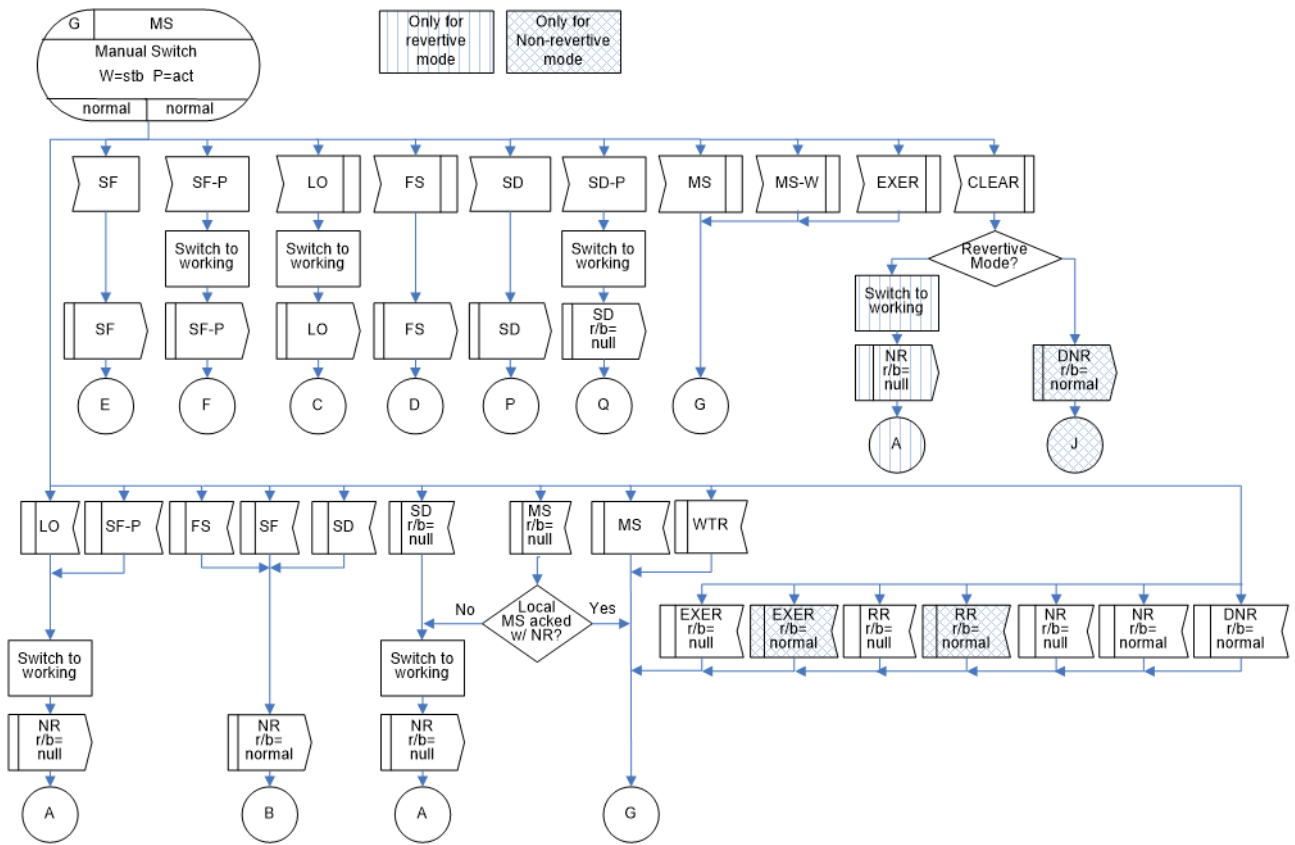 G MS
Manual Switch
W=stb P=act
normal normal
Only for
revertive
mode
Only for
Non-revertive
mode
SF
SF-P
LO
FS
SD
SD-P
MS
MS-W
EXER
CLEAR
Switch to
working
Switch to
working
Switch to
working
Revertive
Mode?
Switch to
working
SF
SF-P
LO
FS
SD
SD
r/b=
null
NR
r/b=
null
DNR
r/b=
normal
E
F
C
D
P
Q
G
A
J
LO
SF-P
FS
SF
SD
SD
r/b=
null
MS
r/b=
null
MS
WTR
No
Local
MS acked
w/ NR?
Yes
EXER
r/b=
null
EXER
r/b=
normal
RR
r/b=
null
RR
r/b=
normal
NR
r/b=
null
NR
r/b=
normal
DNR
r/b=
normal
Switch to
working
Switch to
working
NR
r/b=
null
NR
r/b=
normal
NR
r/b=
null
A
B
A
G